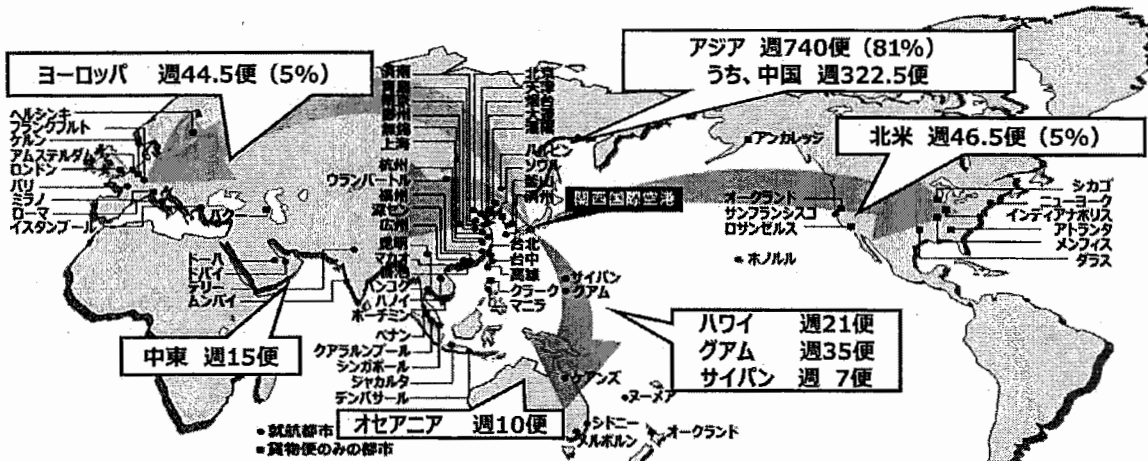 ヨーロッパ 週44.5便（5%）
アジア 週740便（81%）
うち、中国 週322.5便
北米 週46.5便（5%）
中東 週15便
オセアニア 週10便
ハワイ 週21便
グアム 週35便
サイパン 週 7便
関西国際空港
ヘルシンキ
フランクフルト
ケルン
アムステルダム
ロンドン
パリ
ミラノ
ローマ
イスタンブール
バク
ドーハ
ドバイ
デリー
ムンバイ
上海
杭州
ウランバートル
福州
深セン
広州
昆明
マカオ
バンコク
ハノイ
ホーチミン
ペナン
クアラルンプール
シンガポール
ジャカルタ
デンパサール
ハルビン
ソウル
台北
台中
高雄
クラーク
マニラ
サイパン
グアム
ケアンズ
ヌーメア
シドニー
メルボルン
オークランド
アンカレッジ
オークランド
サンフランシスコ
ロサンゼルス
ホノルル
シカゴ
ニューヨーク
インディアナポリス
アトランタ
メンフィス
ダラス
●就航都市
■貨物便のみの都市